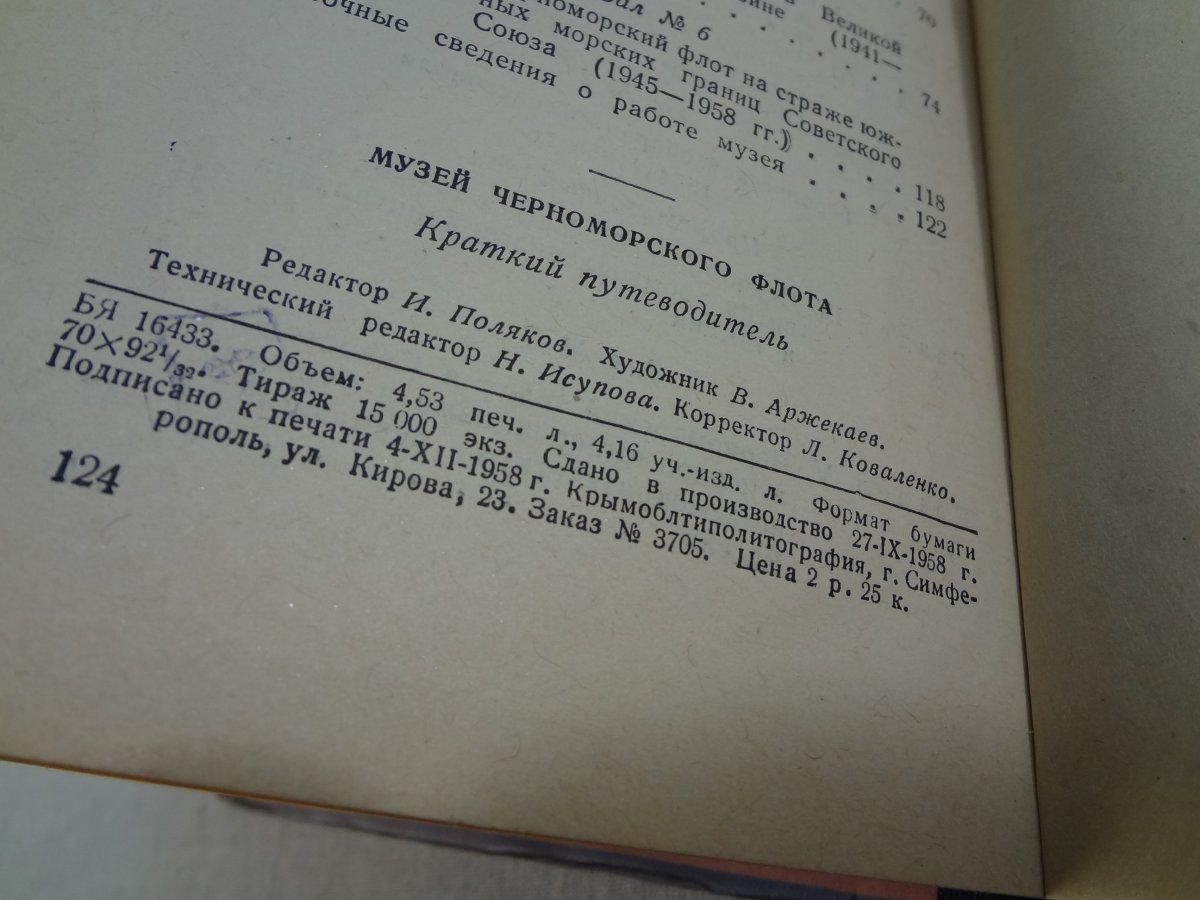 Великой
70
Зал № 6
(1941—
74
флот на страже юж-
ных морских границ Советского
Союза (1945—1958 гг.) . . . . 118
сведения о работе музея . . . . 122
МУЗЕЙ ЧЕРНОМОРСКОГО ФЛОТА
Краткий путеводитель
Редактор И. Поляков. Художник В. Аржекаев.
Технический редактор Н. Исупова. Корректор Л. Коваленко.
БЯ 16433. Объем: 4,53 печ. л., 4,16 уч.-изд. л. Формат бумаги
70×92¹/₃₂. Тираж 15 000 экз. Сдано в производство 27-IX-1958 г.
Подписано к печати 4-XII-1958 г. Крымоблтиполитография, г. Симфе-
рополь, ул. Кирова, 23. Заказ № 3705. Цена 2 р. 25 к.
124